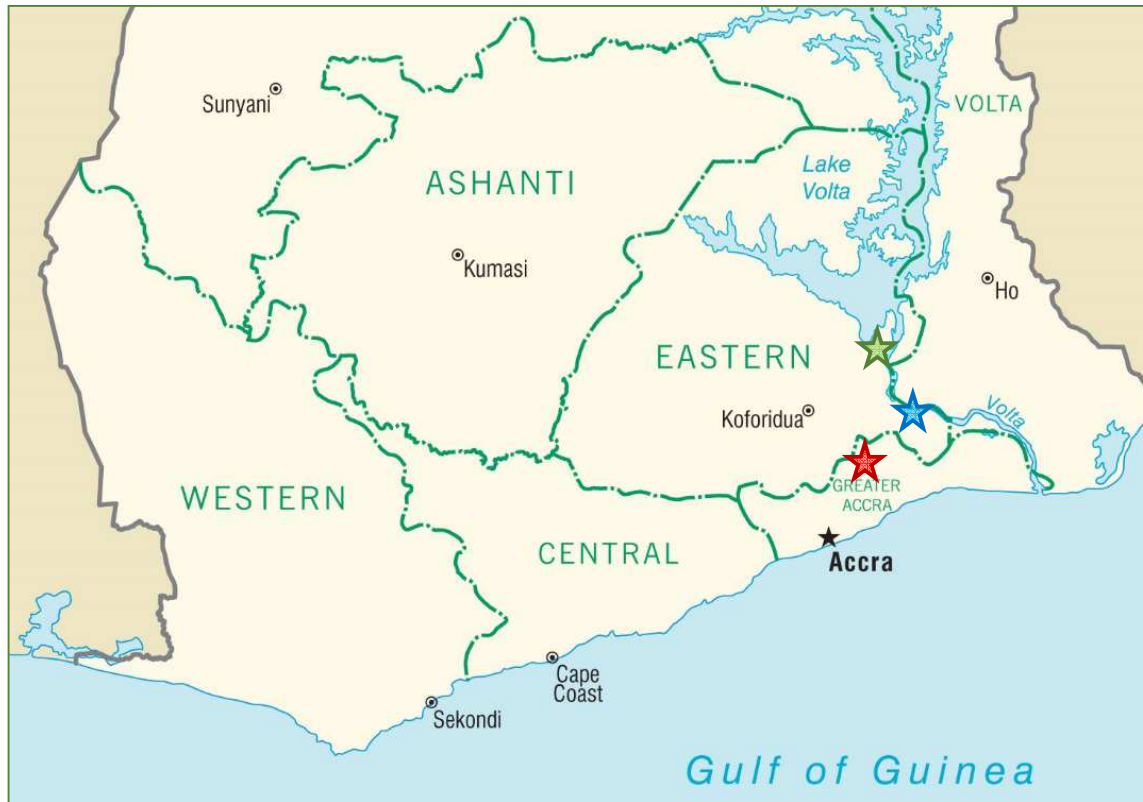 Sunyani
VOLTA
Lake
Volta
ASHANTI
Kumasi
Ho
EASTERN
Koforidua
Volta
GREATER
ACCRA
WESTERN
CENTRAL
Accra
Cape
Coast
Sekondi
Gulf of Guinea